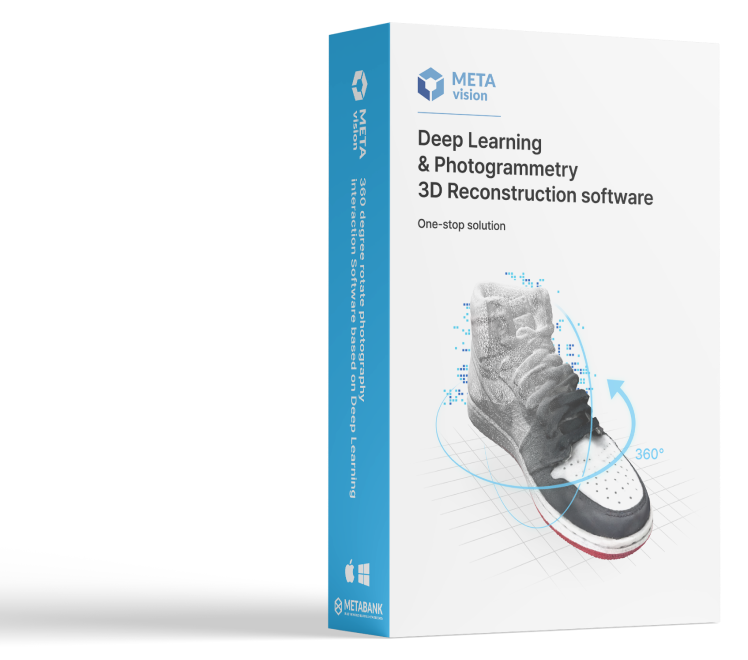 META
vision
Deep Learning
& Photogrammetry
3D Reconstruction software
One-stop solution
360°
META
vision
360 degree rotate photography
interaction Software based on Deep Learning
METABANK